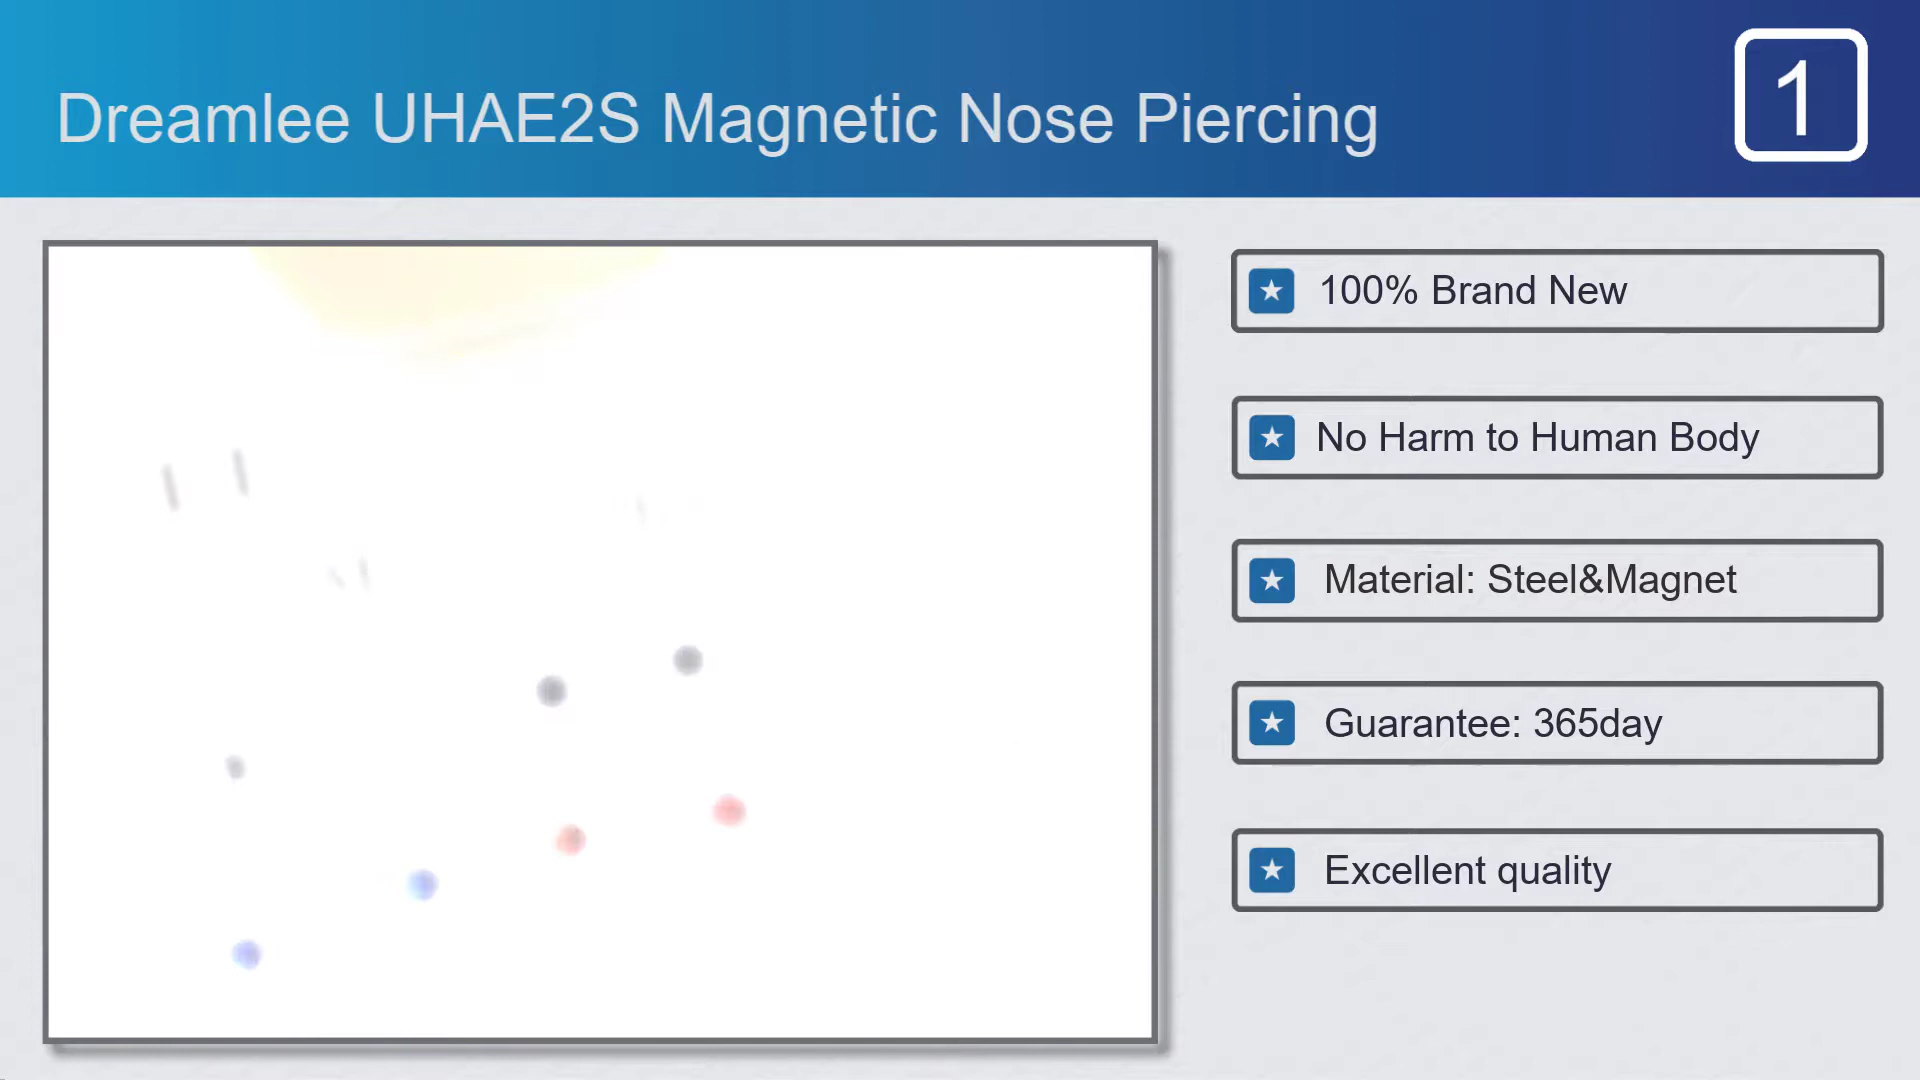 Dreamlee UHAE2S Magnetic Nose Piercing
1
100% Brand New
No Harm to Human Body
Material: Steel&Magnet
Guarantee: 365day
Excellent quality